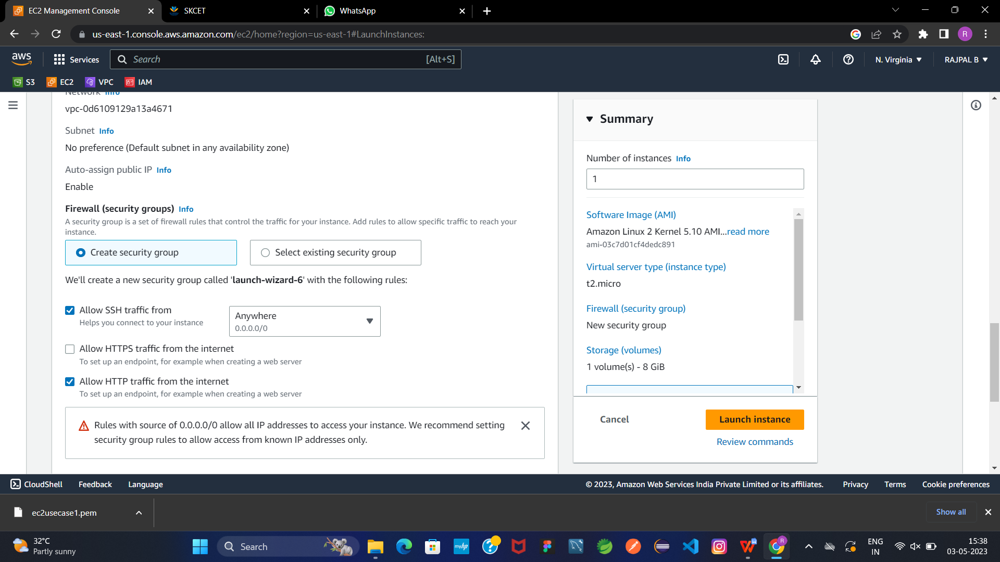 EC2 Management Console
SKCET
WhatsApp
us-east-1.console.aws.amazon.com/ec2/home?region=us-east-1#LaunchInstances:
R
aws
Services
Search
[Alt+S]
N. Virginia
RAJPAL B
S3
EC2
VPC
IAM
Network Info
vpc-0d6109129a13a4671
Subnet Info
No preference (Default subnet in any availability zone)
Auto-assign public IP Info
Enable
Firewall (security groups) Info
A security group is a set of firewall rules that control the traffic for your instance. Add rules to allow specific traffic to reach your
instance.
Create security group
Select existing security group
We'll create a new security group called 'launch-wizard-6' with the following rules:
Allow SSH traffic from
Helps you connect to your instance
Anywhere
0.0.0.0/0
Allow HTTPS traffic from the internet
To set up an endpoint, for example when creating a web server
Allow HTTP traffic from the internet
To set up an endpoint, for example when creating a web server
Rules with source of 0.0.0.0/0 allow all IP addresses to access your instance. We recommend setting
security group rules to allow access from known IP addresses only.
Summary
Number of instances Info
1
Software Image (AMI)
Amazon Linux 2 Kernel 5.10 AMI...read more
ami-03c7d01cf4dedc891
Virtual server type (instance type)
t2.micro
Firewall (security group)
New security group
Storage (volumes)
1 volume(s) - 8 GiB
Cancel
Launch instance
Review commands
CloudShell
Feedback
Language
© 2023, Amazon Web Services India Private Limited or its affiliates.
Privacy
Terms
Cookie preferences
ec2usecase1.pem
Show all
32°C
Partly sunny
Search
myhp
R
ENG
IN
15:38
03-05-2023